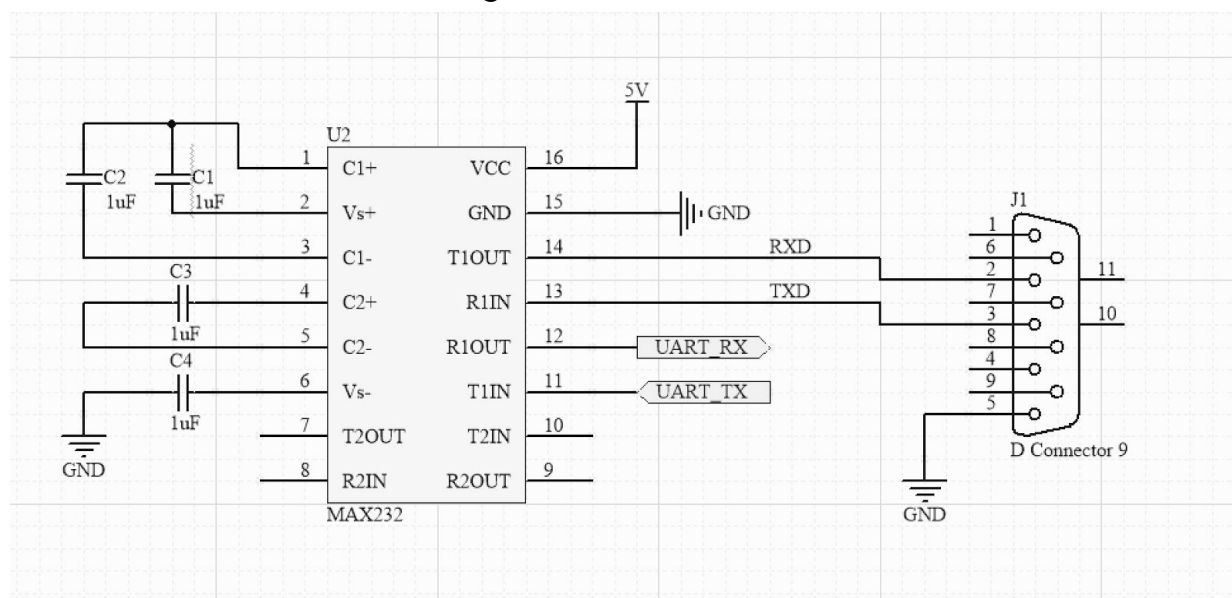 5V
U2
1 C1+ VCC 16
C2 1uF C1 1uF
2 Vs+ GND 15 GND
3 C1- T1OUT 14 RXD
C3 1uF
4 C2+ R1IN 13 TXD
5 C2- R1OUT 12 UART_RX
C4 1uF
6 Vs- T1IN 11 UART_TX
7 T2OUT T2IN 10
8 R2IN R2OUT 9
MAX232
GND
J1
1
6
2 11
7
3 10
8
4
9
5
D Connector 9
GND